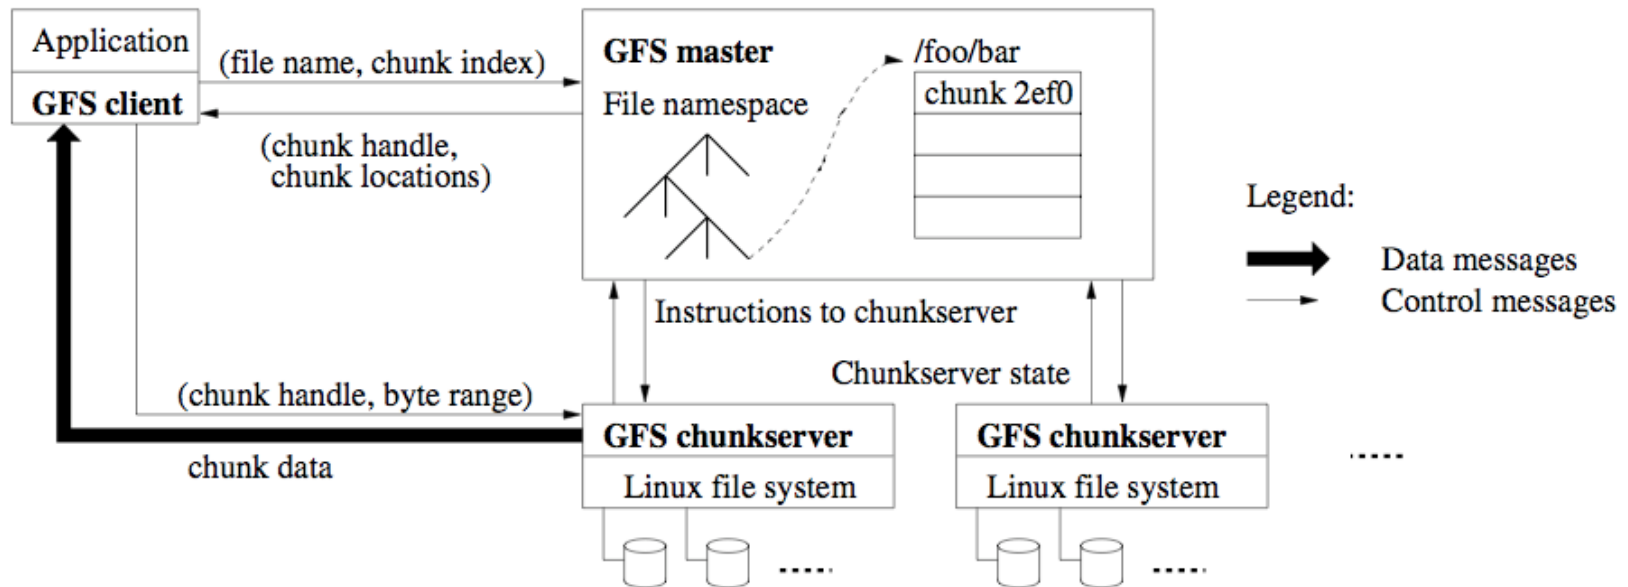 Application
GFS client
(file name, chunk index)
(chunk handle,
chunk locations)
GFS master
File namespace
/foo/bar
chunk 2ef0
Legend:
Data messages
Control messages
Instructions to chunkserver
Chunkserver state
(chunk handle, byte range)
chunk data
GFS chunkserver
Linux file system
GFS chunkserver
Linux file system